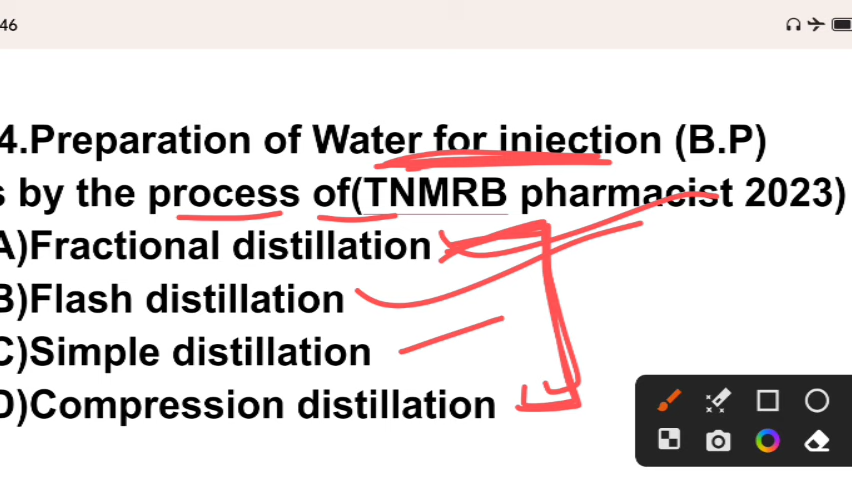 46
4.Preparation of Water for injection (B.P)
s by the process of(TNMRB pharmacist 2023)
A)Fractional distillation
B)Flash distillation
C)Simple distillation
D)Compression distillation